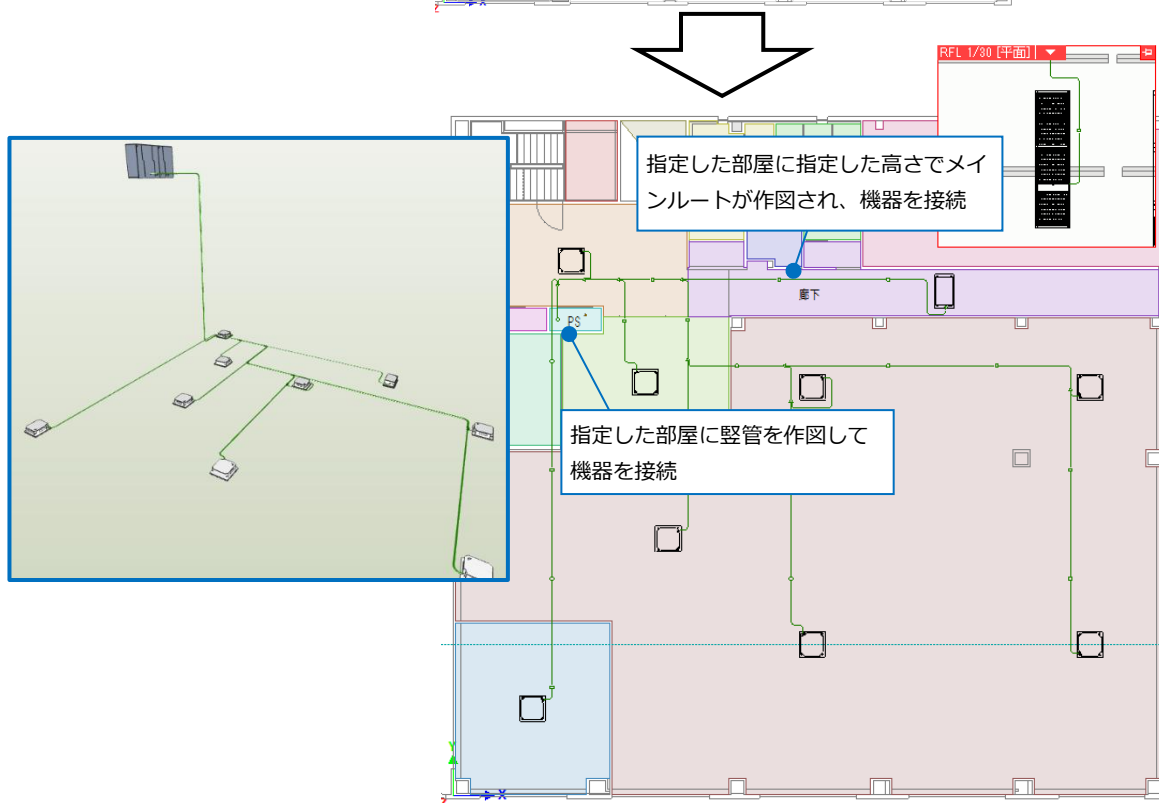 X
RFL 1/30 [平面]
指定した部屋に指定した高さでメイ
ンルートが作図され、機器を接続
廊下
PS
指定した部屋に竪管を作図して
機器を接続
Y
X